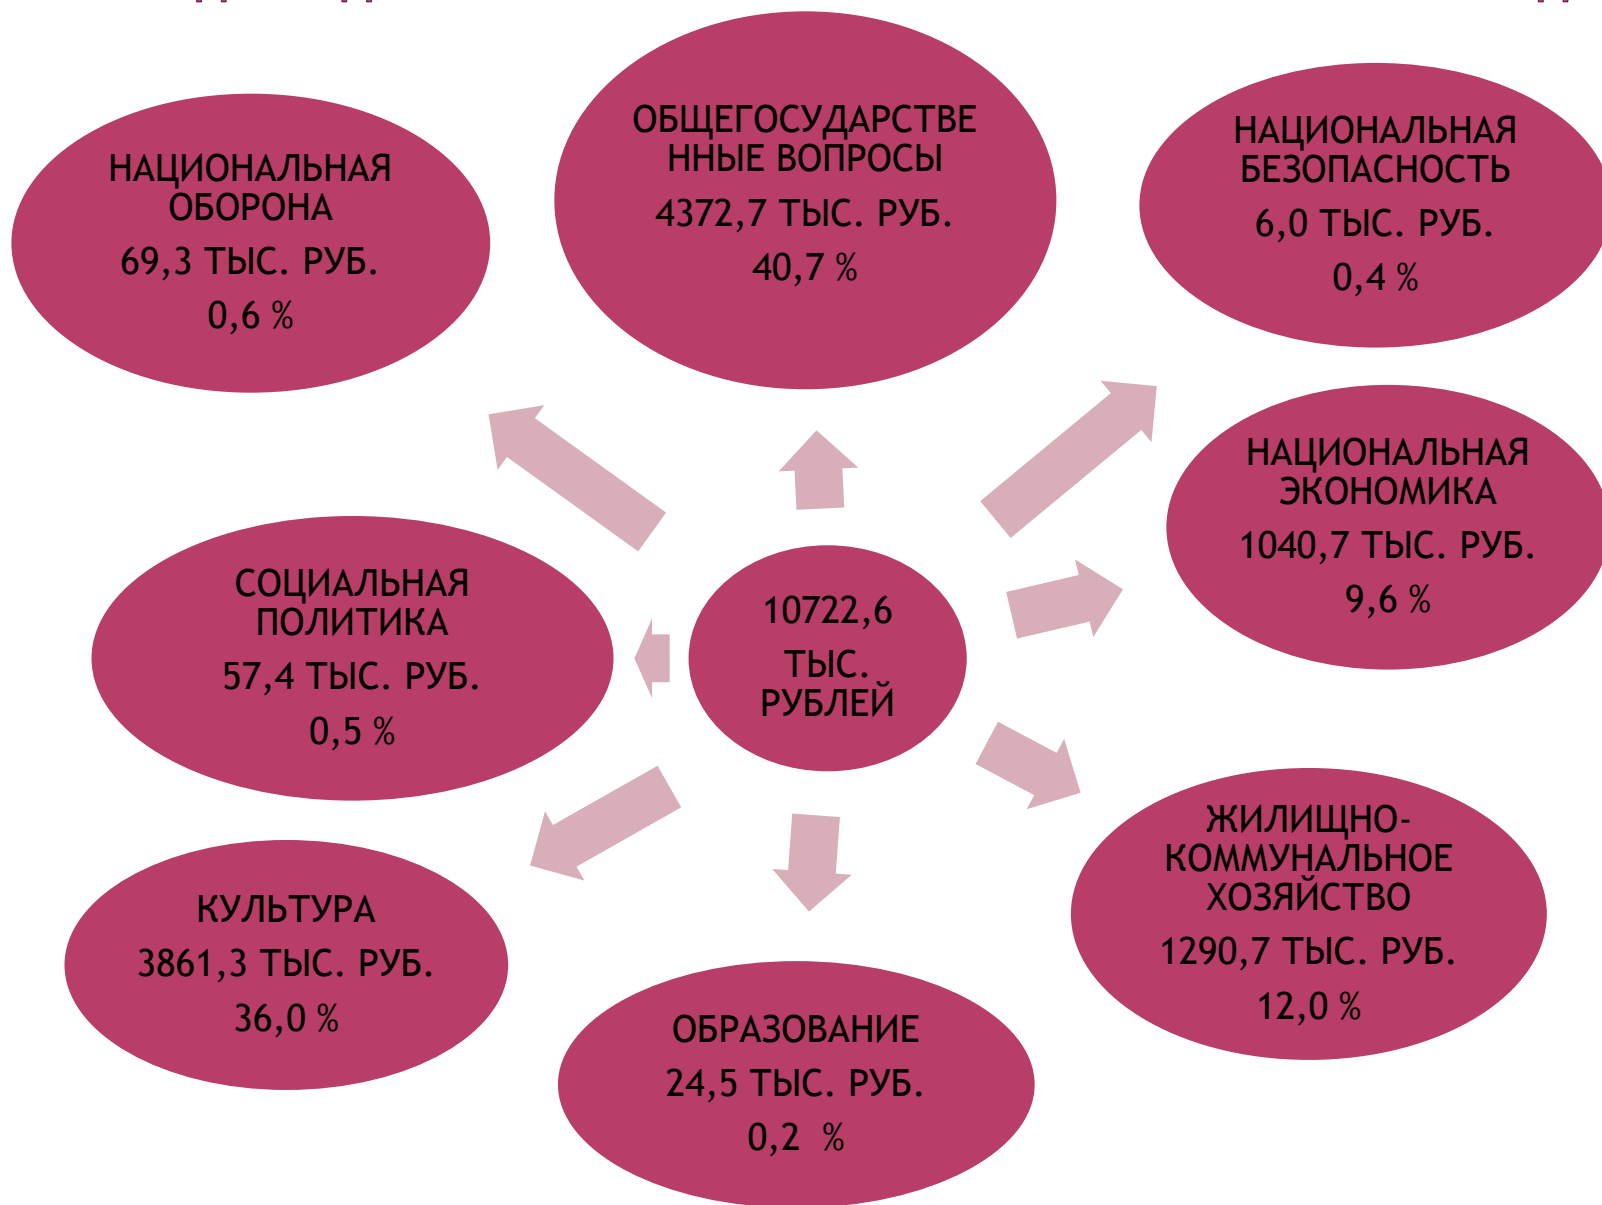 ОБЩЕГОСУДАРСТВЕ
ННЫЕ ВОПРОСЫ
4372,7 ТЫС. РУБ.
40,7 %
НАЦИОНАЛЬНАЯ
БЕЗОПАСНОСТЬ
6,0 ТЫС. РУБ.
0,4 %
НАЦИОНАЛЬНАЯ
ОБОРОНА
69,3 ТЫС. РУБ.
0,6 %
НАЦИОНАЛЬНАЯ
ЭКОНОМИКА
1040,7 ТЫС. РУБ.
9,6 %
СОЦИАЛЬНАЯ
ПОЛИТИКА
57,4 ТЫС. РУБ.
0,5 %
10722,6
ТЫС.
РУБЛЕЙ
ЖИЛИЩНО-
КОММУНАЛЬНОЕ
ХОЗЯЙСТВО
1290,7 ТЫС. РУБ.
12,0 %
КУЛЬТУРА
3861,3 ТЫС. РУБ.
36,0 %
ОБРАЗОВАНИЕ
24,5 ТЫС. РУБ.
0,2 %